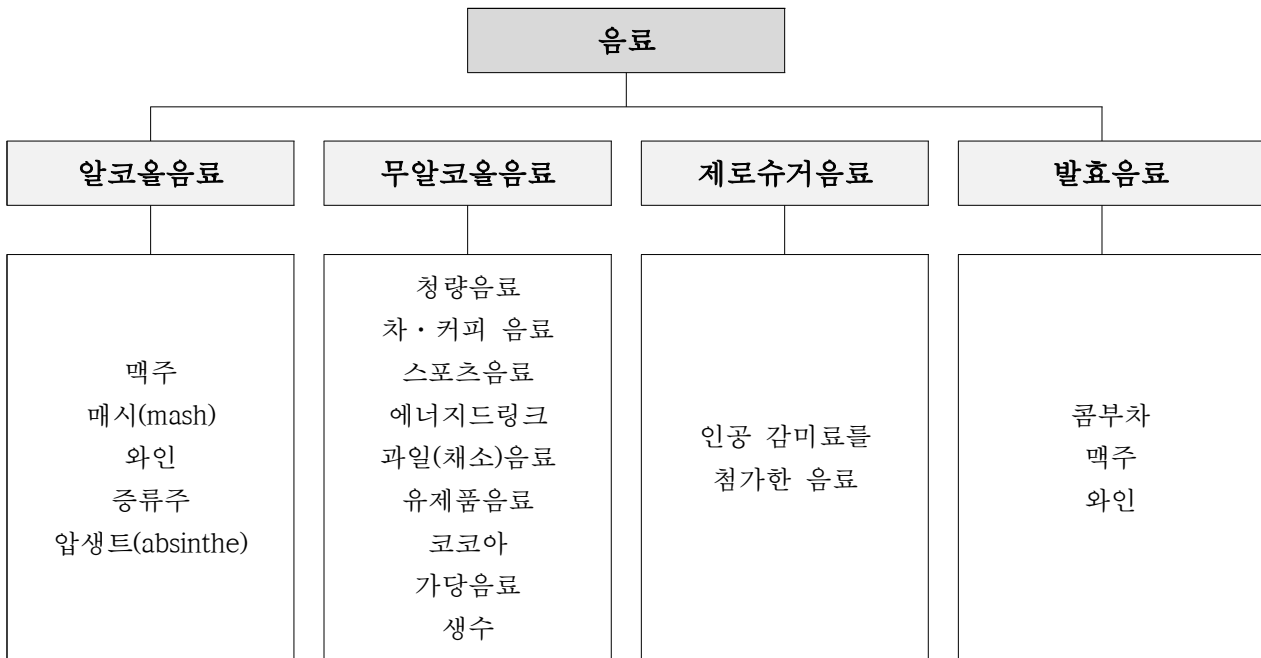 음료
알코올음료
무알코올음료
제로슈거음료
발효음료
맥주
매시(mash)
와인
증류주
압생트(absinthe)
청량음료
차·커피 음료
스포츠음료
에너지드링크
과일(채소)음료
유제품음료
코코아
가당음료
생수
인공 감미료를
첨가한 음료
콤부차
맥주
와인